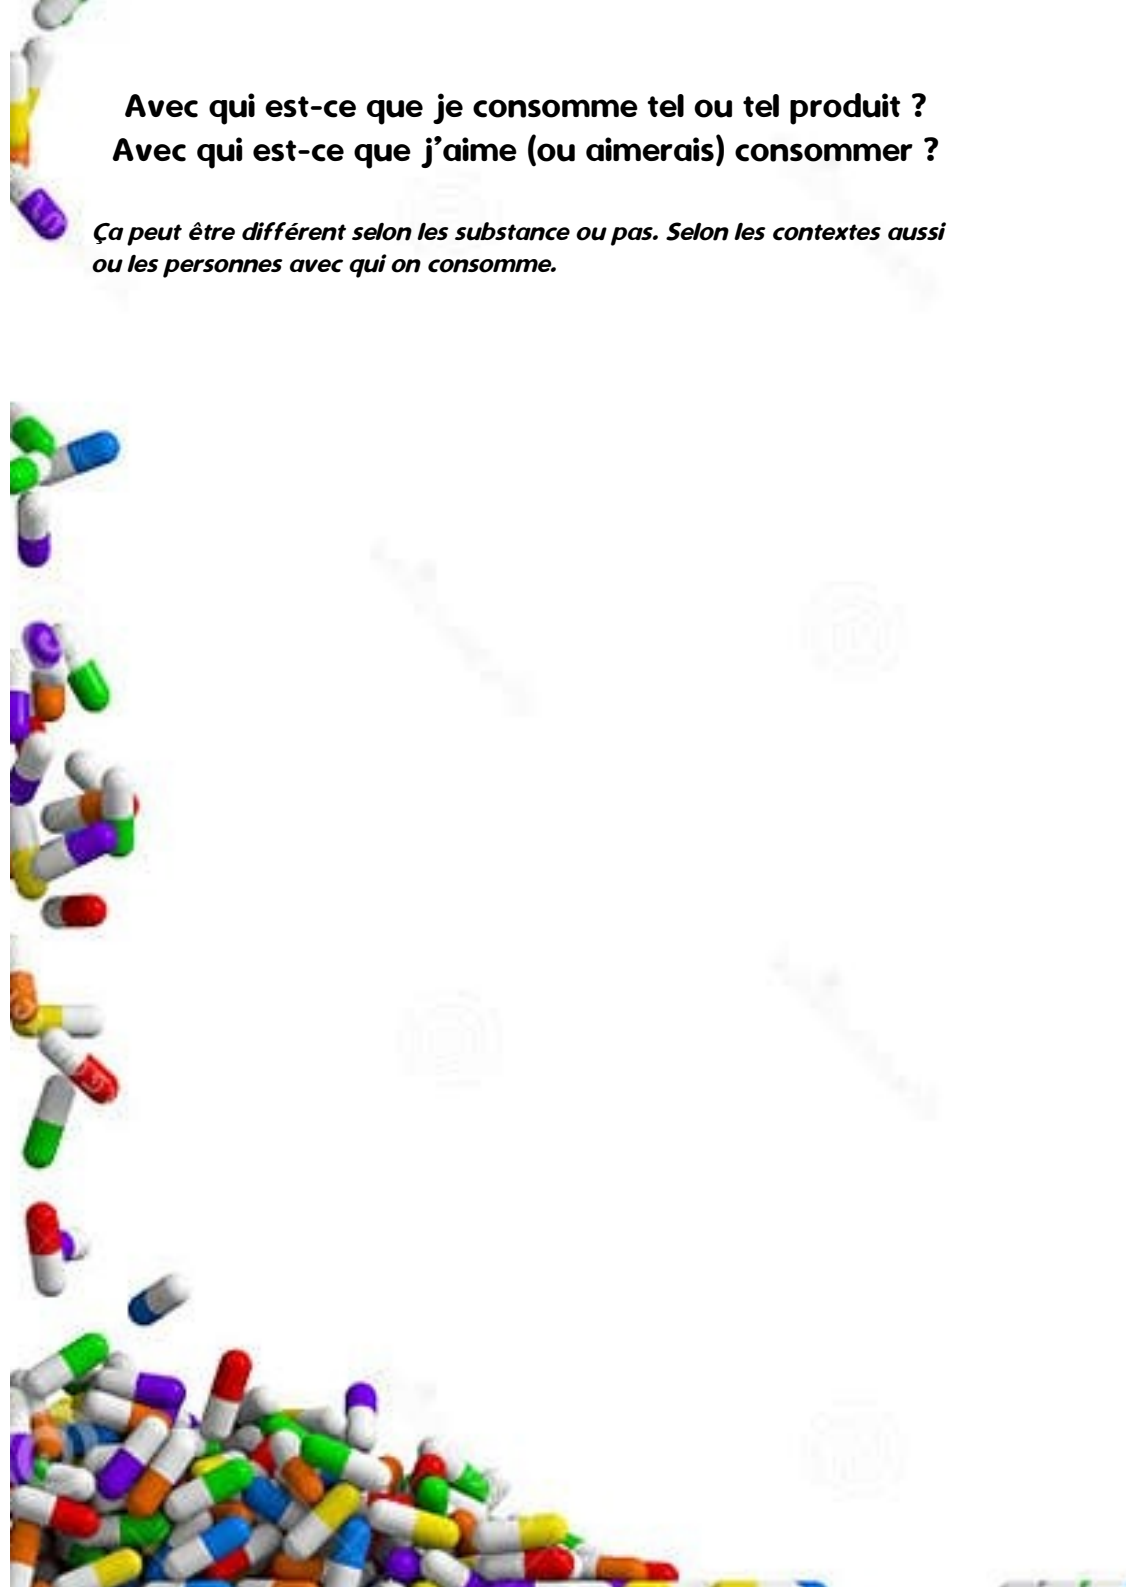 Avec qui est-ce que je consomme tel ou tel produit ?
Avec qui est-ce que j'aime (ou aimerais) consommer ?
Ça peut être différent selon les substance ou pas. Selon les contextes aussi
ou les personnes avec qui on consomme.